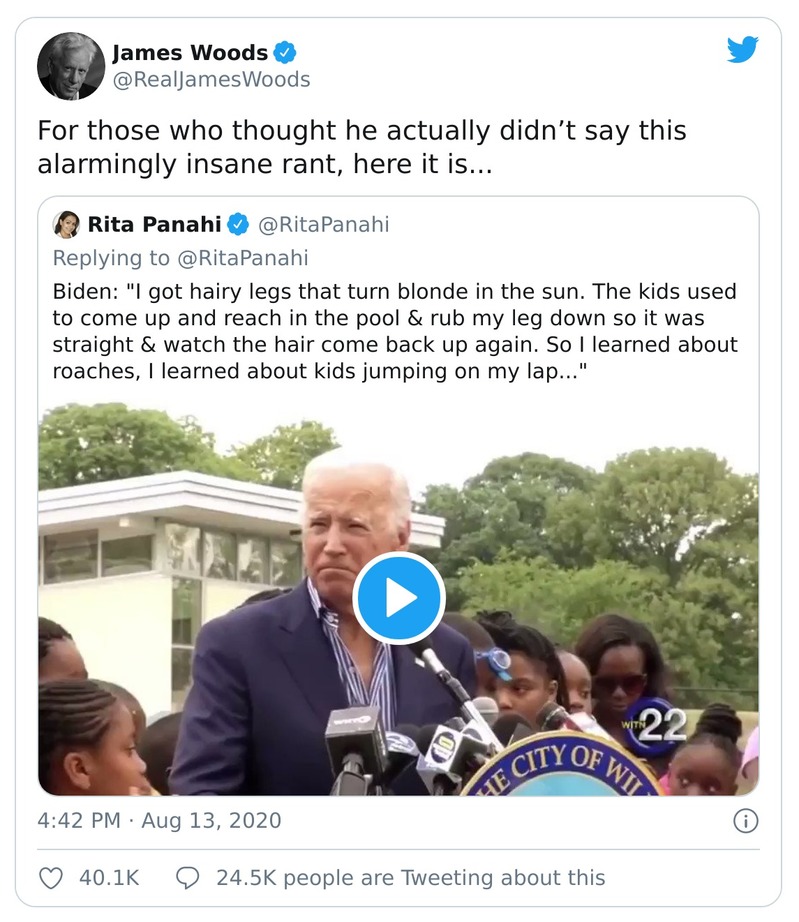 James Woods
@RealJamesWoods
For those who thought he actually didn’t say this
alarmingly insane rant, here it is...
Rita Panahi @RitaPanahi
Replying to @RitaPanahi
Biden: "I got hairy legs that turn blonde in the sun. The kids used
to come up and reach in the pool & rub my leg down so it was
straight & watch the hair come back up again. So I learned about
roaches, I learned about kids jumping on my lap..."
WITN 22
HE CITY OF WIL
4:42 PM · Aug 13, 2020
40.1K 24.5K people are Tweeting about this